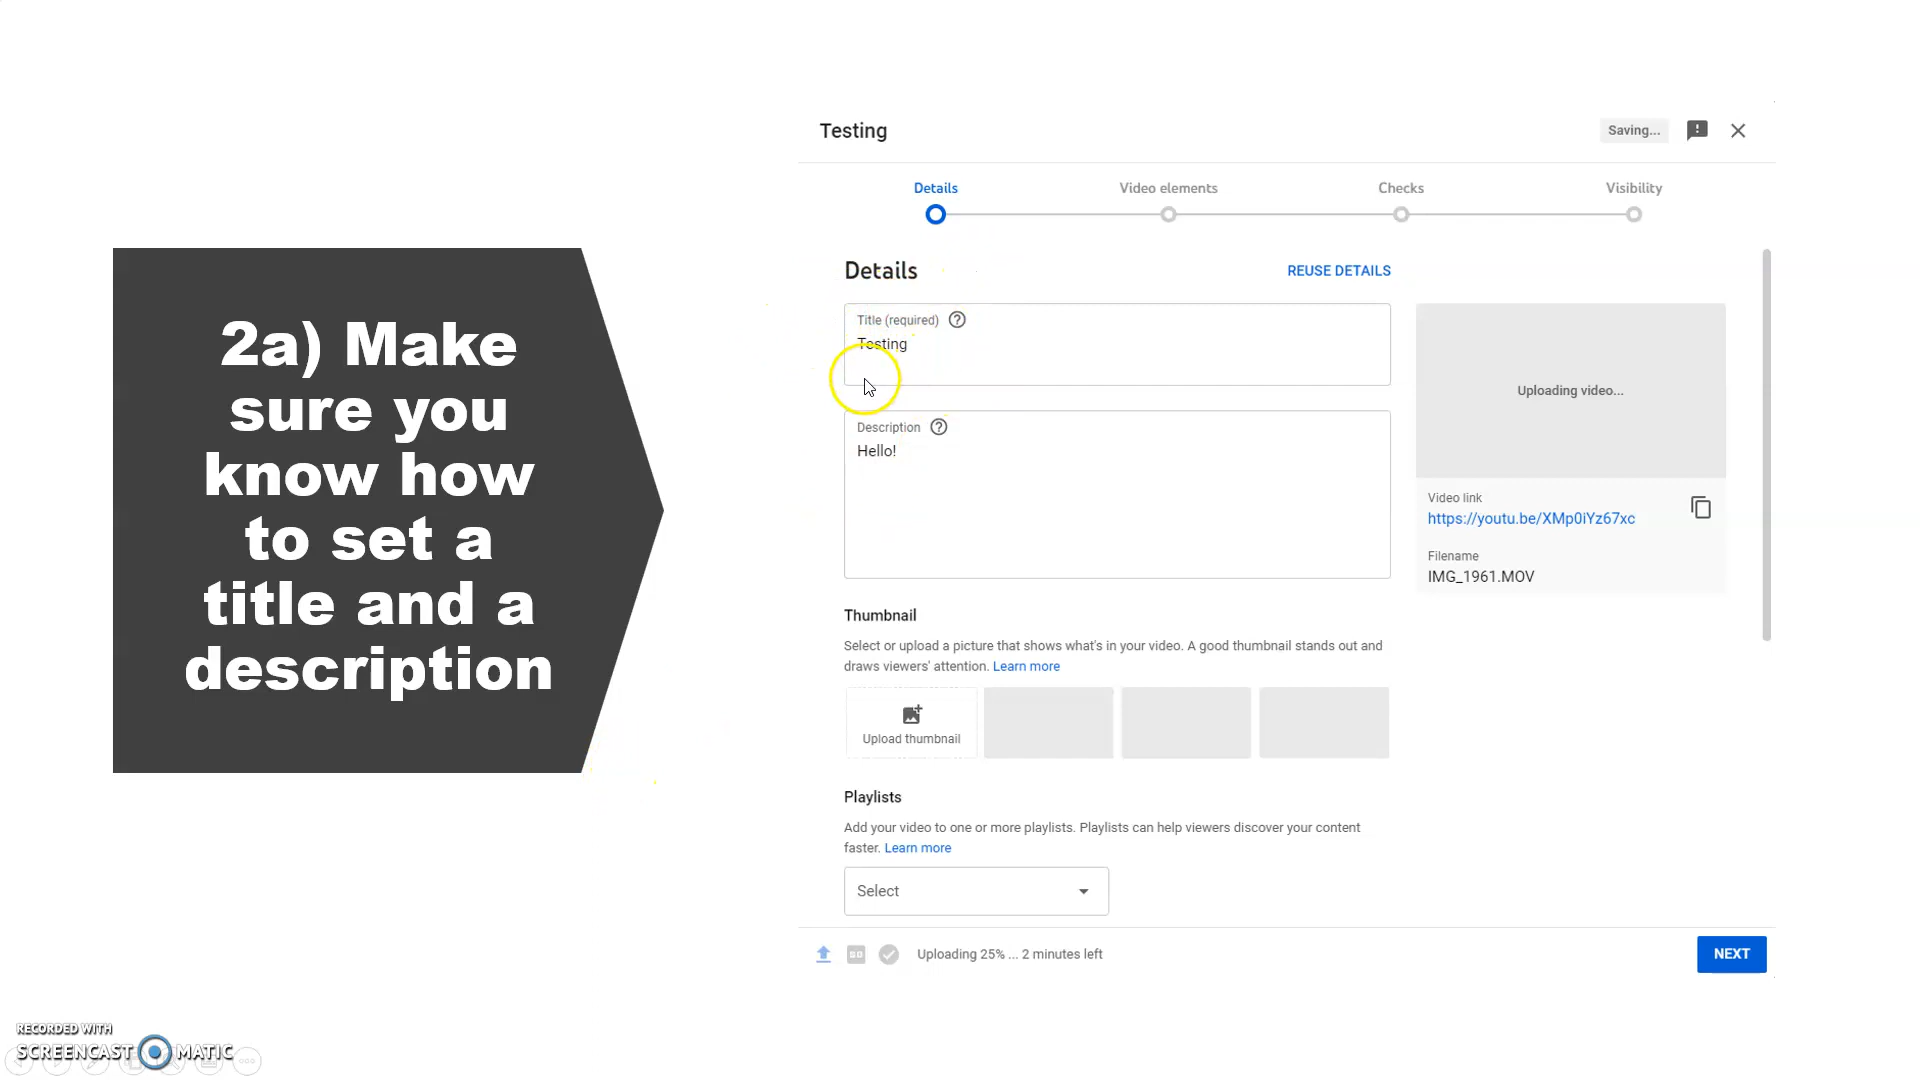 2a) Make
sure you
know how
to set a
title and a
description
Testing
Saving...
Details
Video elements
Checks
Visibility
Details
REUSE DETAILS
Title (required)
Testing
Description
Hello!
Uploading video...
Video link
https://youtu.be/XMp0iYz67xc
Filename
IMG_1961.MOV
Thumbnail
Select or upload a picture that shows what's in your video. A good thumbnail stands out and
draws viewers' attention. Learn more
Upload thumbnail
Playlists
Add your video to one or more playlists. Playlists can help viewers discover your content
faster. Learn more
Select
SD
Uploading 25% ... 2 minutes left
NEXT
RECORDED WITH
SCREENCAST MATIC